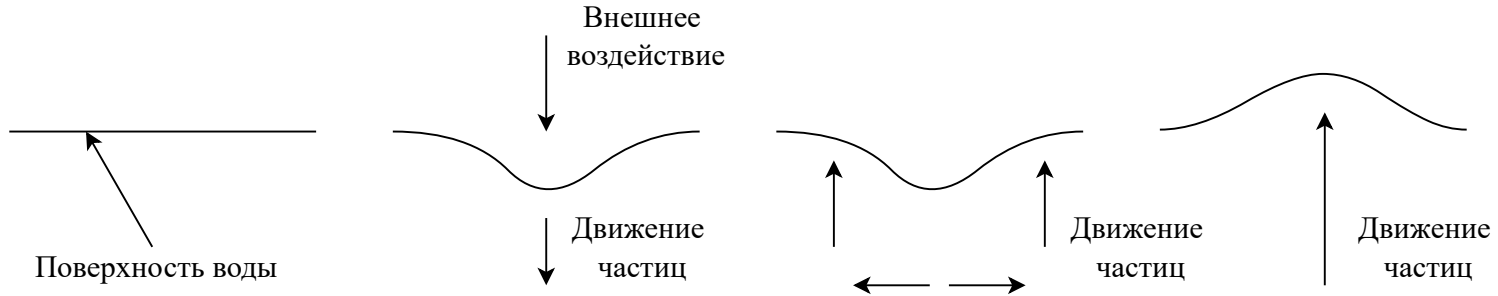 Поверхность воды
Внешнее
воздействие
Движение
частиц
Движение
частиц
Движение
частиц